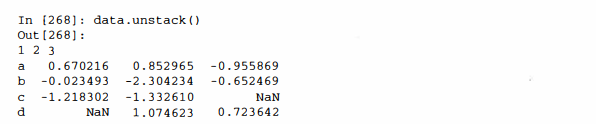 In [268]: data.unstack()
Out[268]:
1 2 3
a 0.670216 0.852965 -0.955869
b -0.023493 -2.304234 -0.652469
c -1.218302 -1.332610 NaN
d NaN 1.074623 0.723642